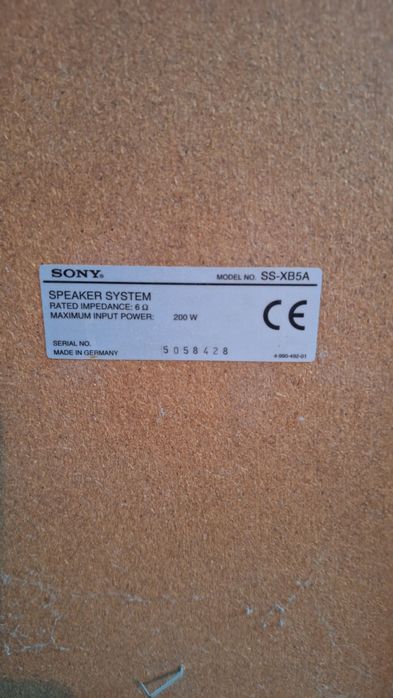 SONY® MODEL NO. SS-XB5A
SPEAKER SYSTEM
RATED IMPEDANCE: 6 Ω
MAXIMUM INPUT POWER: 200 W
CE
SERIAL NO.
MADE IN GERMANY 5058428 4-990-492-01